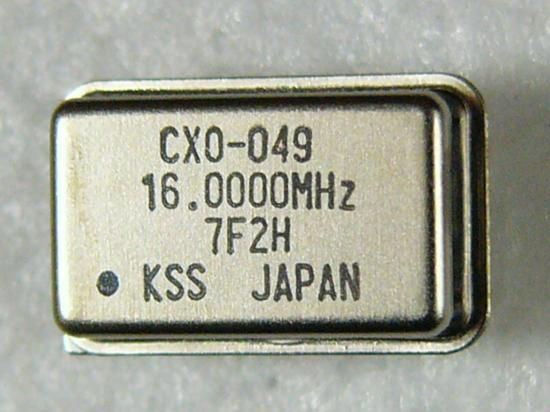 CXO-049
16.0000MHz
7F2H
KSS JAPAN